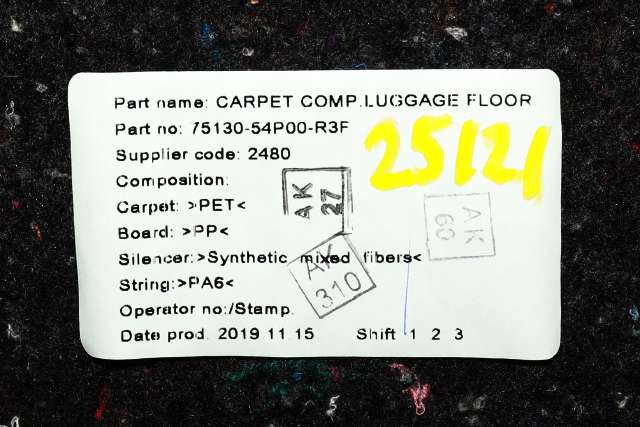 Part name: CARPET COMP.LUGGAGE FLOOR
Part no: 75130-54P00-R3F
25121
Supplier code: 2480
Composition:
AK
27
Carpet: >PET<
AK
60
Board: >PP<
Silencer:>Synthetic mixed fibers<
AK
310
String:>PA6<
Operator no:/Stamp.
Date prod. 2019 11.15 Shift 1 2 3